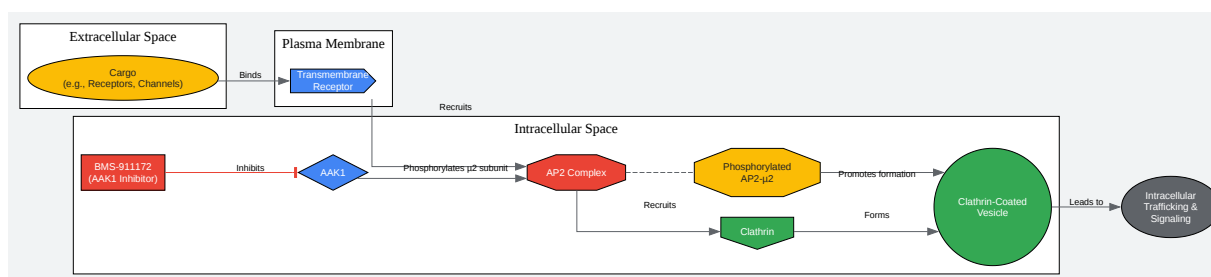 Extracellular Space
Cargo
(e.g., Receptors, Channels)
Binds
Plasma Membrane
Transmembrane
Receptor
Recruits
Intracellular Space
BMS-911172
(AAK1 Inhibitor)
Inhibits
AAK1
Phosphorylates µ2 subunit
AP2 Complex
Phosphorylated
AP2-µ2
Promotes formation
Recruits
Clathrin
Forms
Clathrin-Coated
Vesicle
Leads to
Intracellular
Trafficking &
Signaling